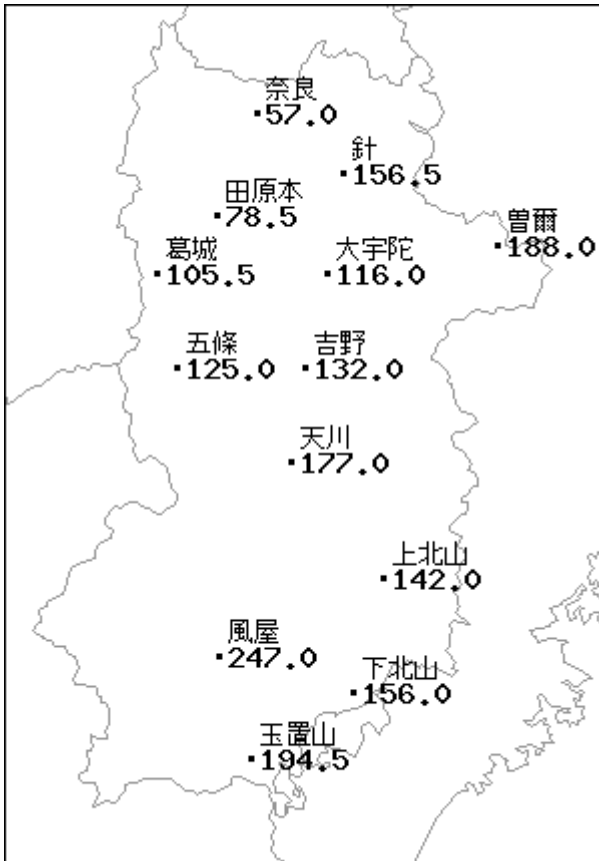 奈良
57.0
針
156.5
田原本
78.5
曽爾
188.0
葛城
105.5
大宇陀
116.0
五條
125.0
吉野
132.0
天川
177.0
上北山
142.0
風屋
247.0
下北山
156.0
玉置山
194.5